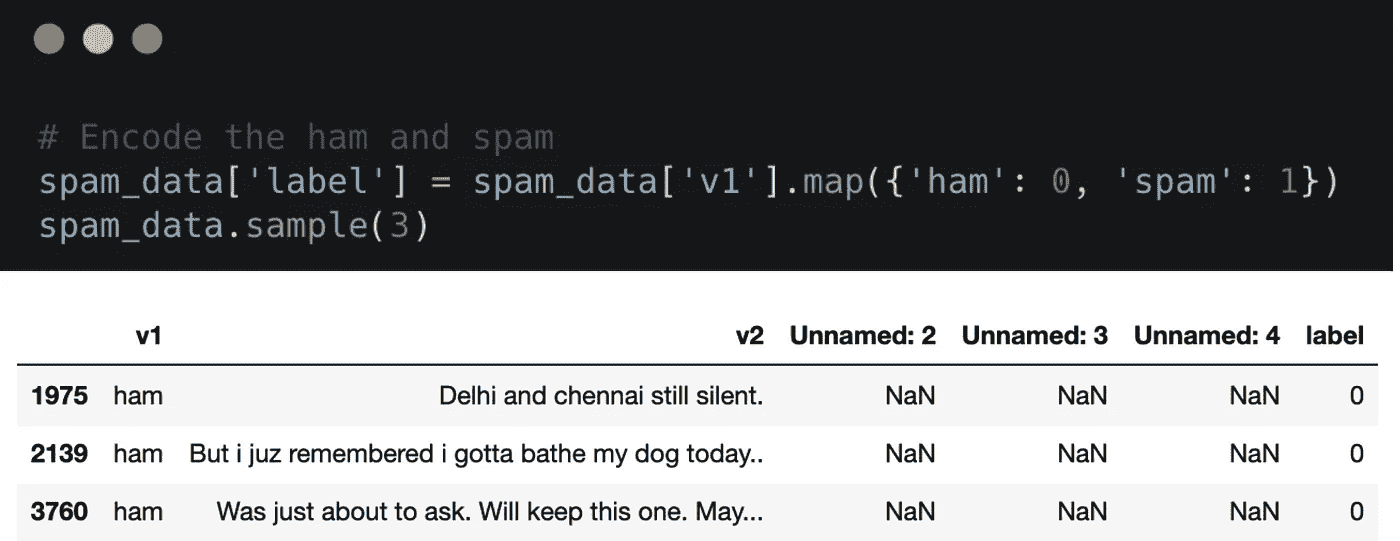 # Encode the ham and spam
spam_data['label'] = spam_data['v1'].map({'ham': 0, 'spam': 1})
spam_data.sample(3)
v1 v2 Unnamed: 2 Unnamed: 3 Unnamed: 4 label
1975 ham Delhi and chennai still silent. NaN NaN NaN 0
2139 ham But i juz remembered i gotta bathe my dog today.. NaN NaN NaN 0
3760 ham Was just about to ask. Will keep this one. May... NaN NaN NaN 0